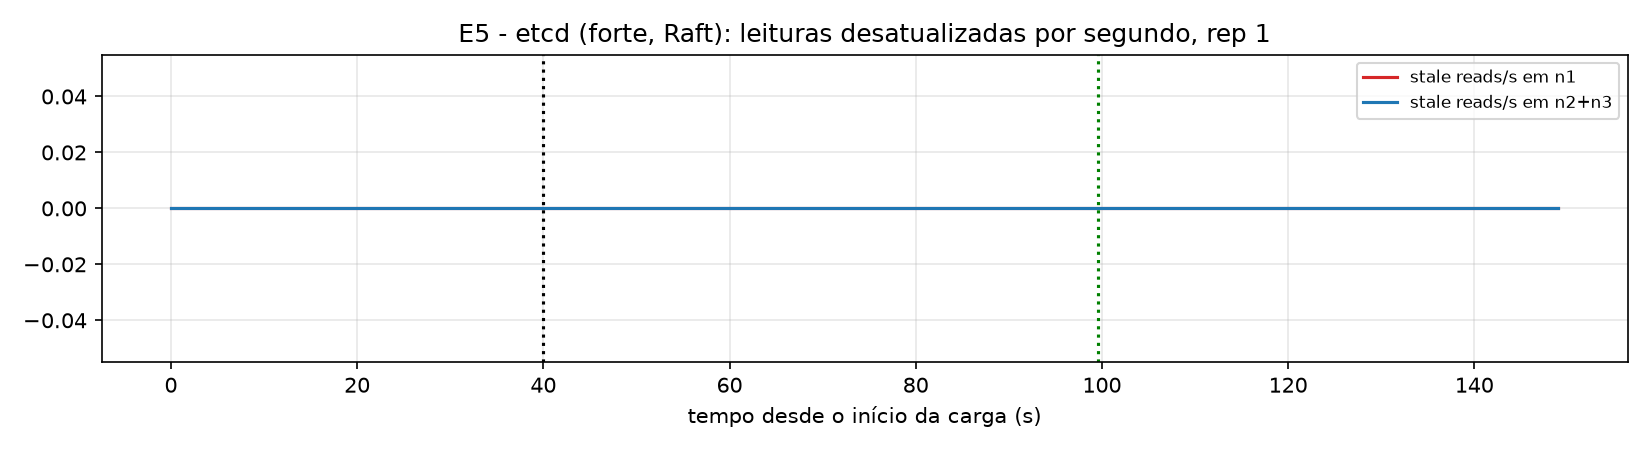 E5 - etcd (forte, Raft): leituras desatualizadas por segundo, rep 1
stale reads/s em n1
stale reads/s em n2+n3
0.04
0.02
0.00
−0.02
−0.04
0 20 40 60 80 100 120 140
tempo desde o início da carga (s)